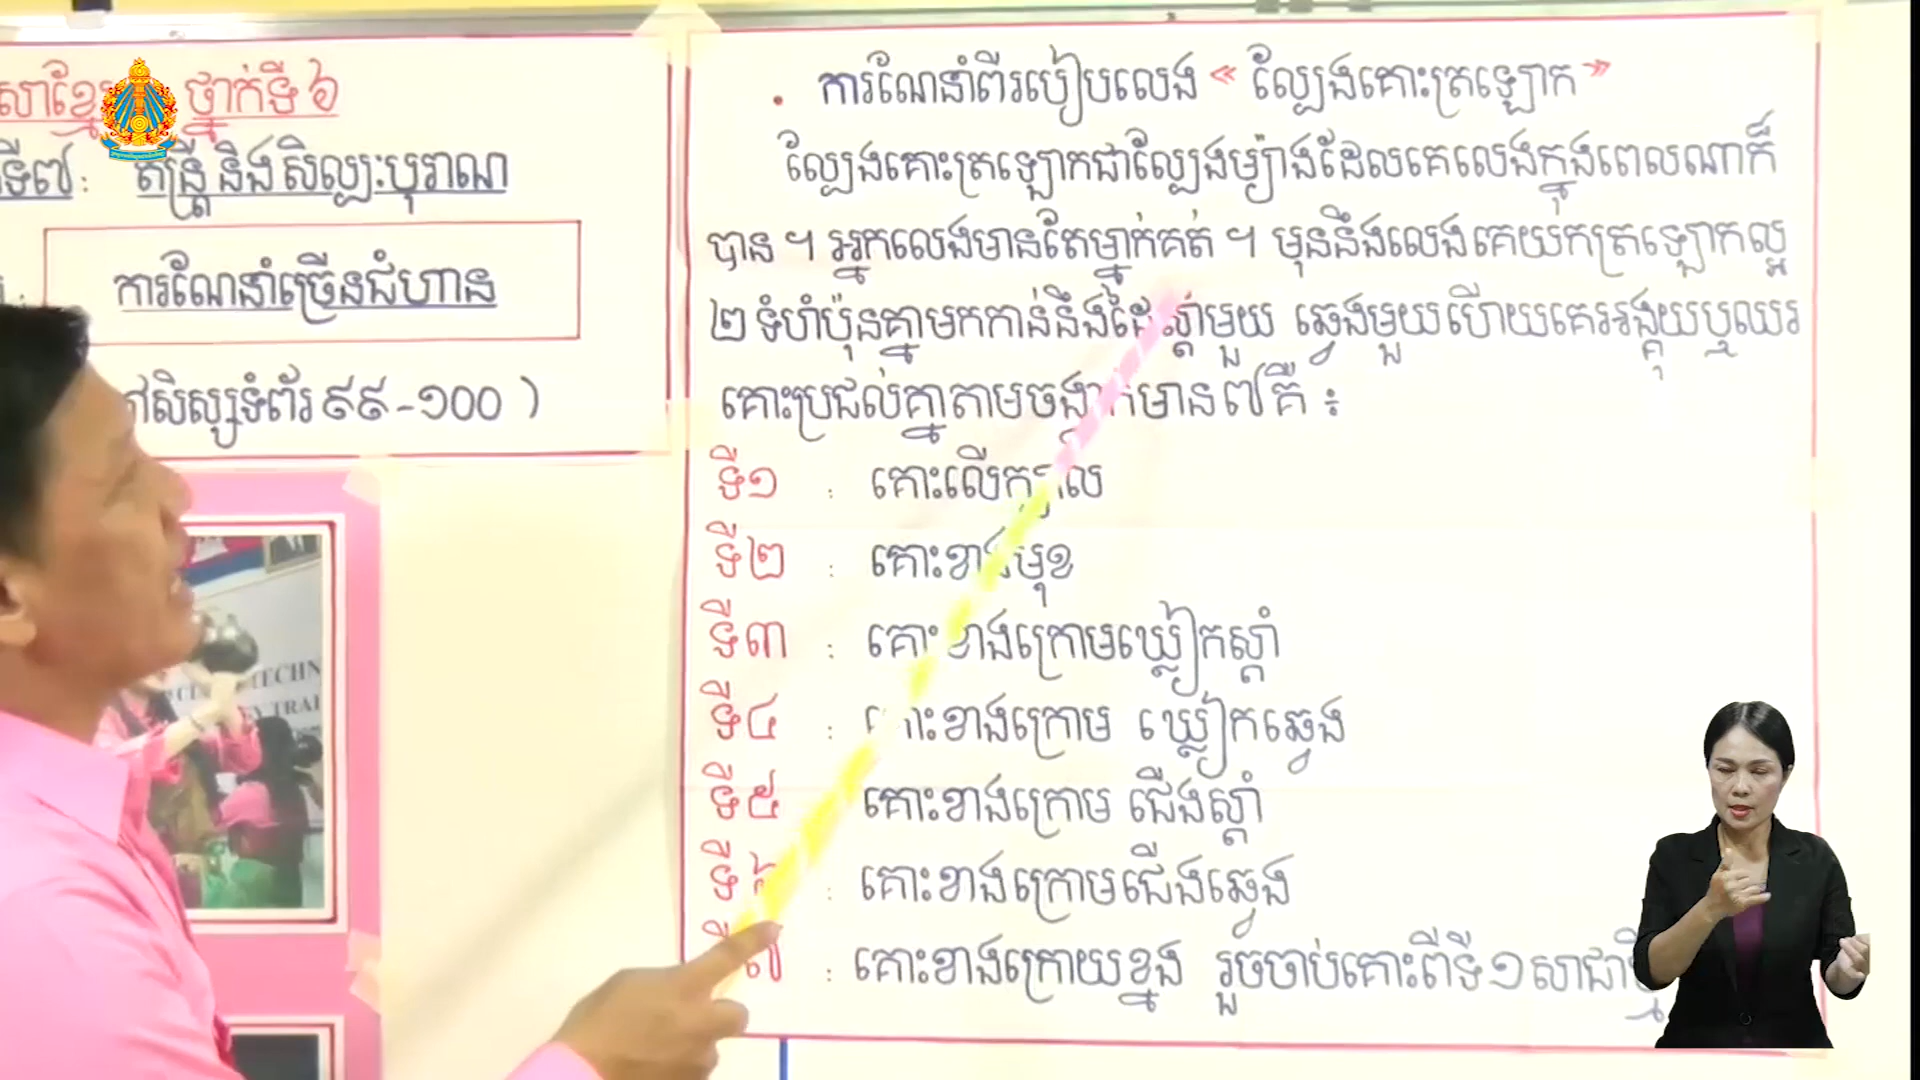 ថ្នាក់ទី៦
ទី៧: តន្ត្រី និងសិល្បៈបុរាណ
ការណែនាំច្រើនជំហាន
សិស្សទំព័រ ៩៩-១០០ )
. ការណែនាំពីរបៀបលេង « ល្បែងគោះត្រឡោក »
ល្បែងគោះត្រឡោកជាល្បែងម្យ៉ាងដែលគេលេងក្នុងពេលណាក៏
បាន ។ អ្នកលេងមានតែម្នាក់គត់ ។ មុននឹងលេងគេយកត្រឡោកល្អ
២ ទំហំប៉ុនគ្នាមកកាន់នឹងដៃស្តាំមួយ ឆ្វេងមួយហើយគេអង្គុយឬឈរ
គោះប្រជល់គ្នាតាមចង្វាក់មាន៧គឺ ៖
ទី១ : គោះលើក្បាល
ទី២ : គោះខាងមុខ
ទី៣ : គោះខាងក្រោមឃ្លៀកស្តាំ
ទី៤ : គោះខាងក្រោម ឃ្លៀកឆ្វេង
ទី៥ : គោះខាងក្រោម ជើងស្តាំ
ទី៦ : គោះខាងក្រោមជើងឆ្វេង
ទី៧ : គោះខាងក្រោយខ្នង រួចចាប់គោះពីទី១សាជាថ្មី